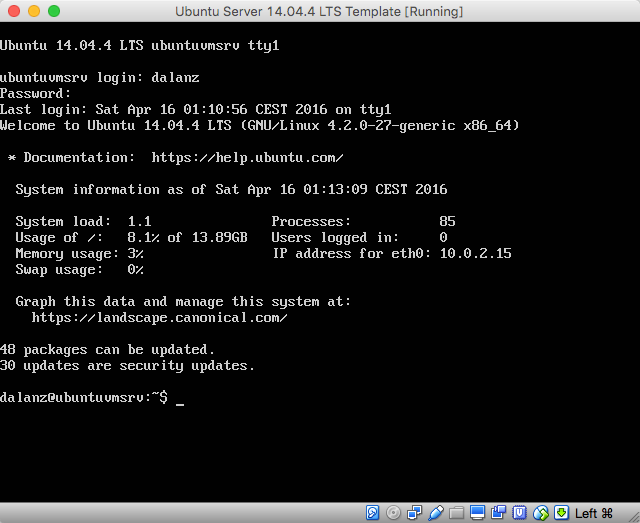 Ubuntu Server 14.04.4 LTS Template [Running]
Ubuntu 14.04.4 LTS ubuntuvmsrv tty1
ubuntuvmsrv login: dalanz
Password:
Last login: Sat Apr 16 01:10:56 CEST 2016 on tty1
Welcome to Ubuntu 14.04.4 LTS (GNU/Linux 4.2.0-27-generic x86_64)
* Documentation:  https://help.ubuntu.com/
System information as of Sat Apr 16 01:13:09 CEST 2016
System load:  1.1               Processes:           85
Usage of /:   8.1% of 13.89GB   Users logged in:     0
Memory usage: 3%                IP address for eth0: 10.0.2.15
Swap usage:   0%
Graph this data and manage this system at:
https://landscape.canonical.com/
48 packages can be updated.
30 updates are security updates.
dalanz@ubuntuvmsrv:~$ _
Left ⌘